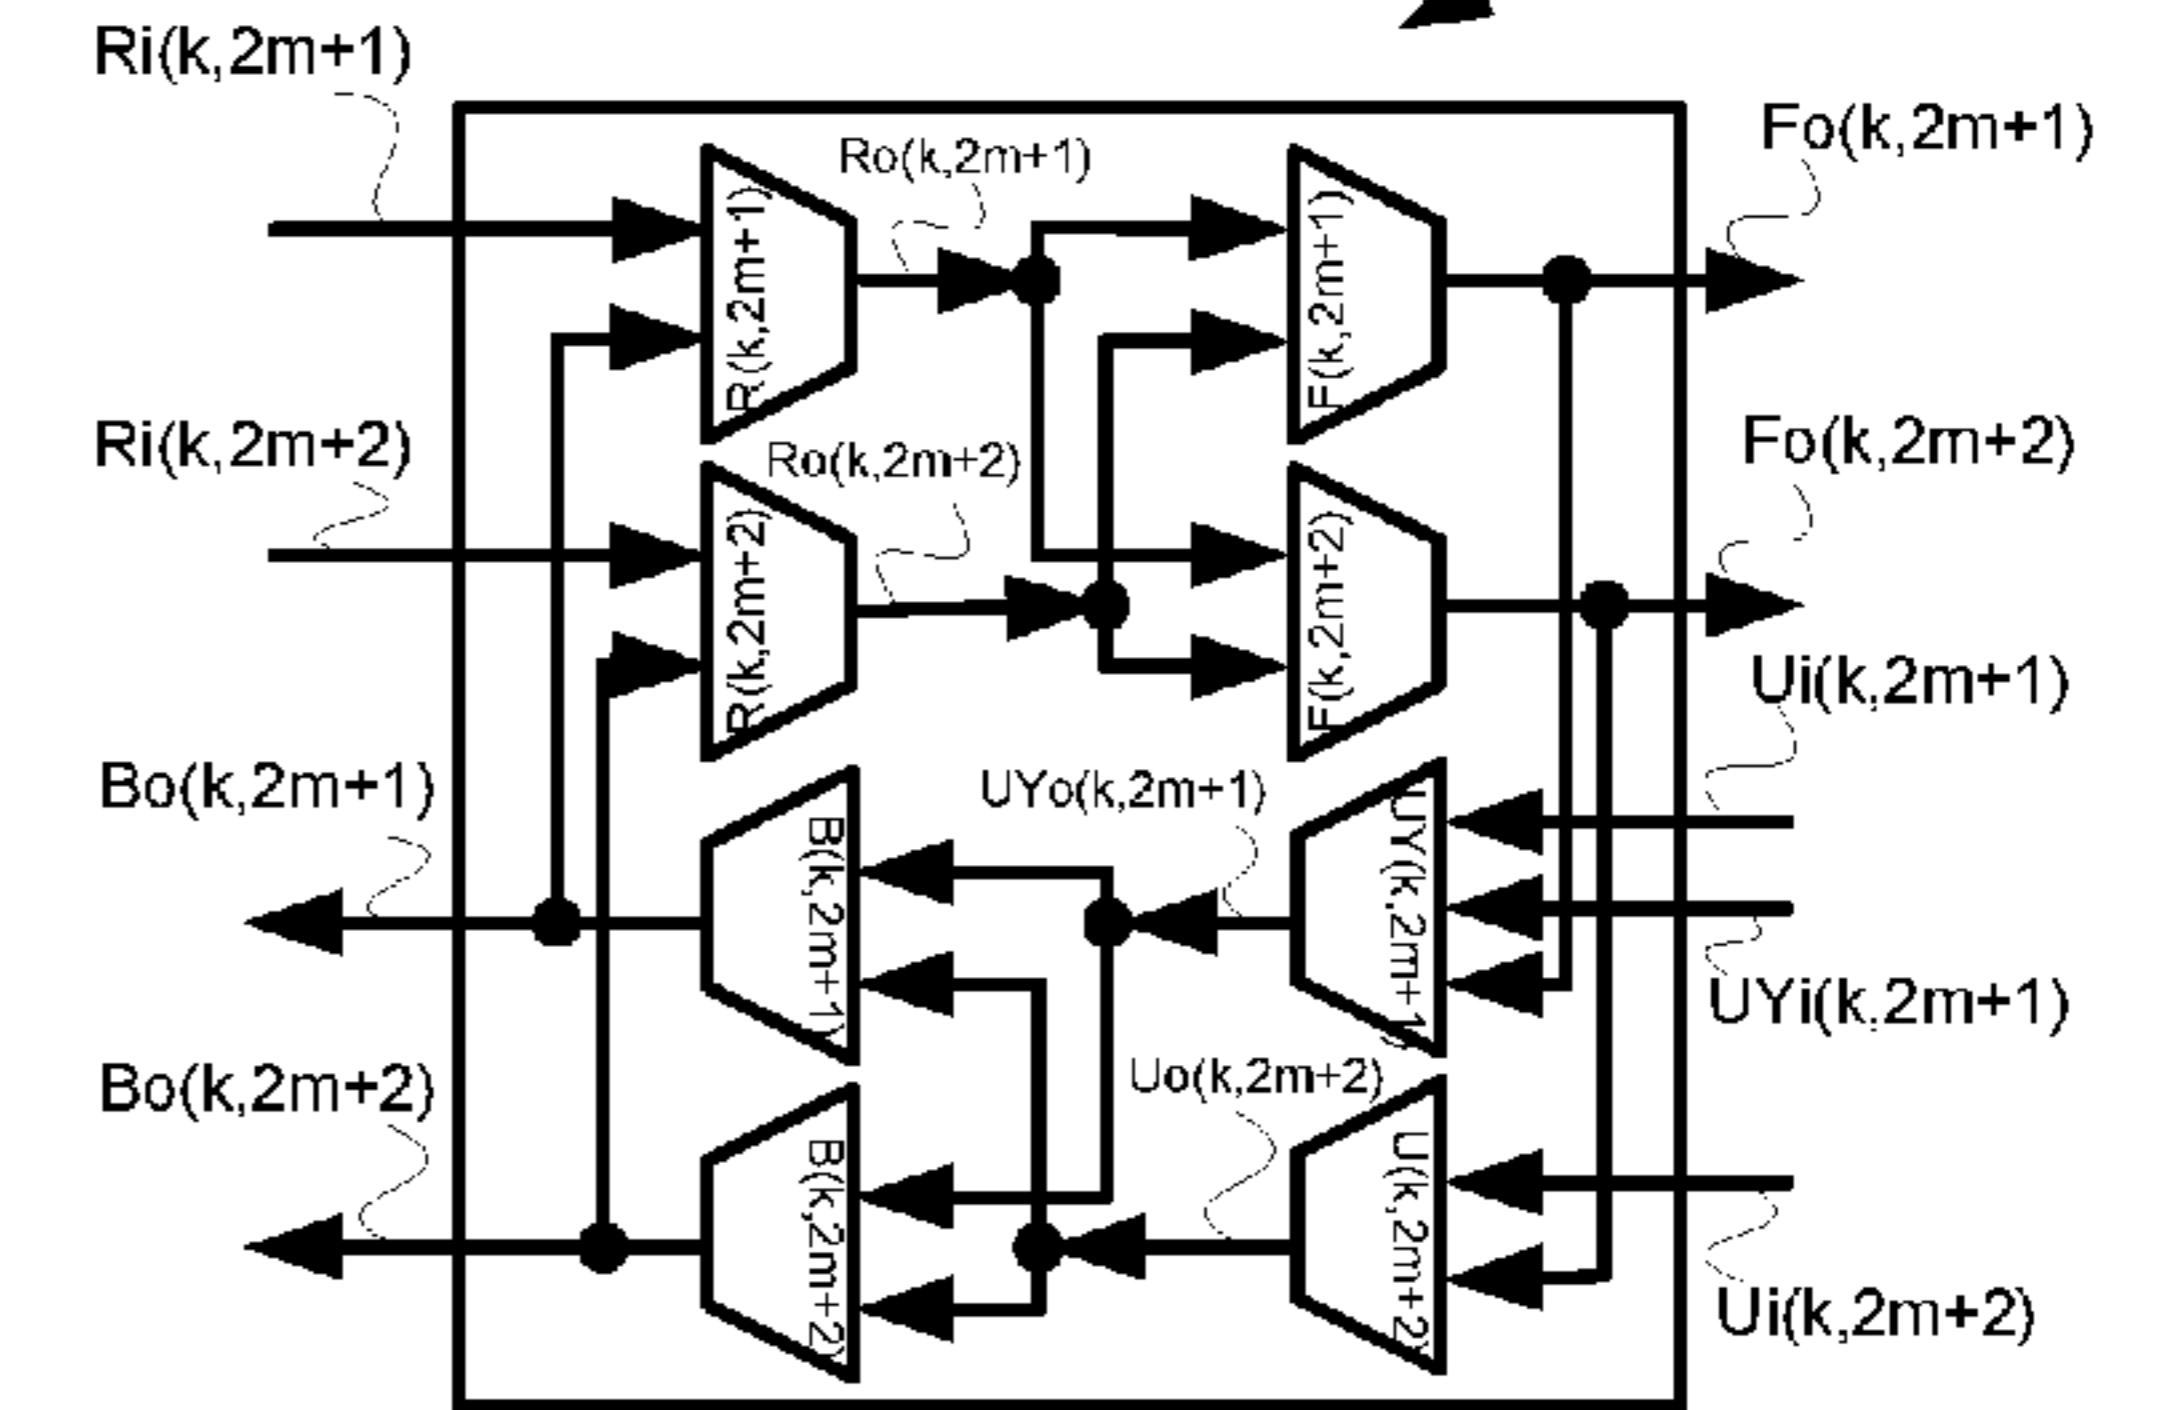 Ri(k,2m+1)
Fo(k,2m+1)
Ro(k,2m+1)
R(k,2m+1)
F(k,2m+1)
Ri(k,2m+2)
Ro(k,2m+2)
Fo(k,2m+2)
R(k,2m+2)
F(k,2m+2)
Ui(k,2m+1)
Bo(k,2m+1)
UYo(k,2m+1)
B(k,2m+1)
UY(k,2m+1)
UYi(k,2m+1)
Bo(k,2m+2)
Uo(k,2m+2)
B(k,2m+2)
U(k,2m+2)
Ui(k,2m+2)